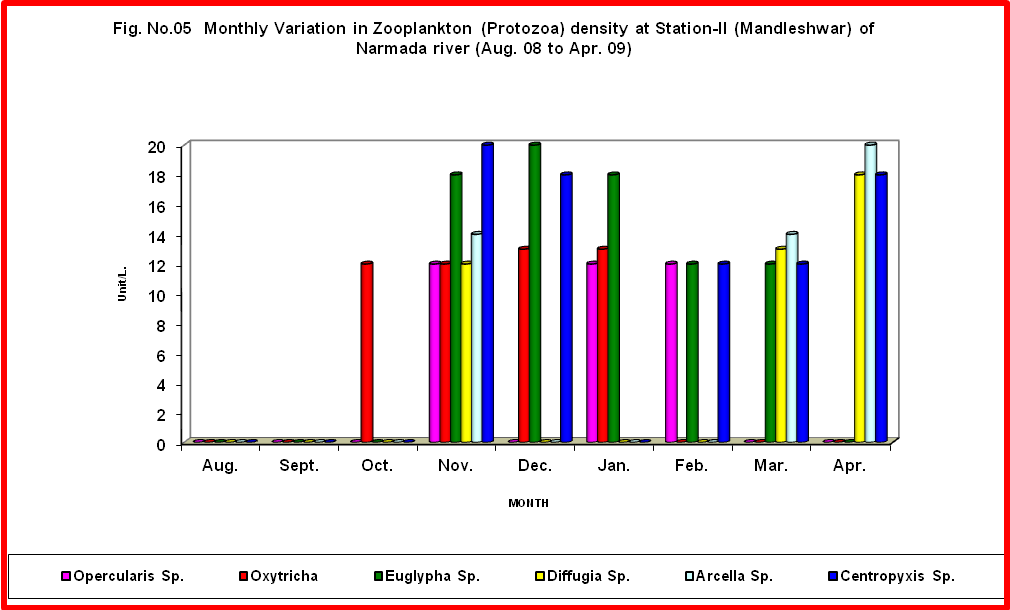 Fig. No.05 Monthly Variation in Zooplankton (Protozoa) density at Station-II (Mandleshwar) of
Narmada river (Aug. 08 to Apr. 09)
20
18
16
14
12
10
8
6
4
2
0
Unit/L.
Aug. Sept. Oct. Nov. Dec. Jan. Feb. Mar. Apr.
MONTH
Opercularis Sp. Oxytricha Euglypha Sp. Diffugia Sp. Arcella Sp. Centropyxis Sp.